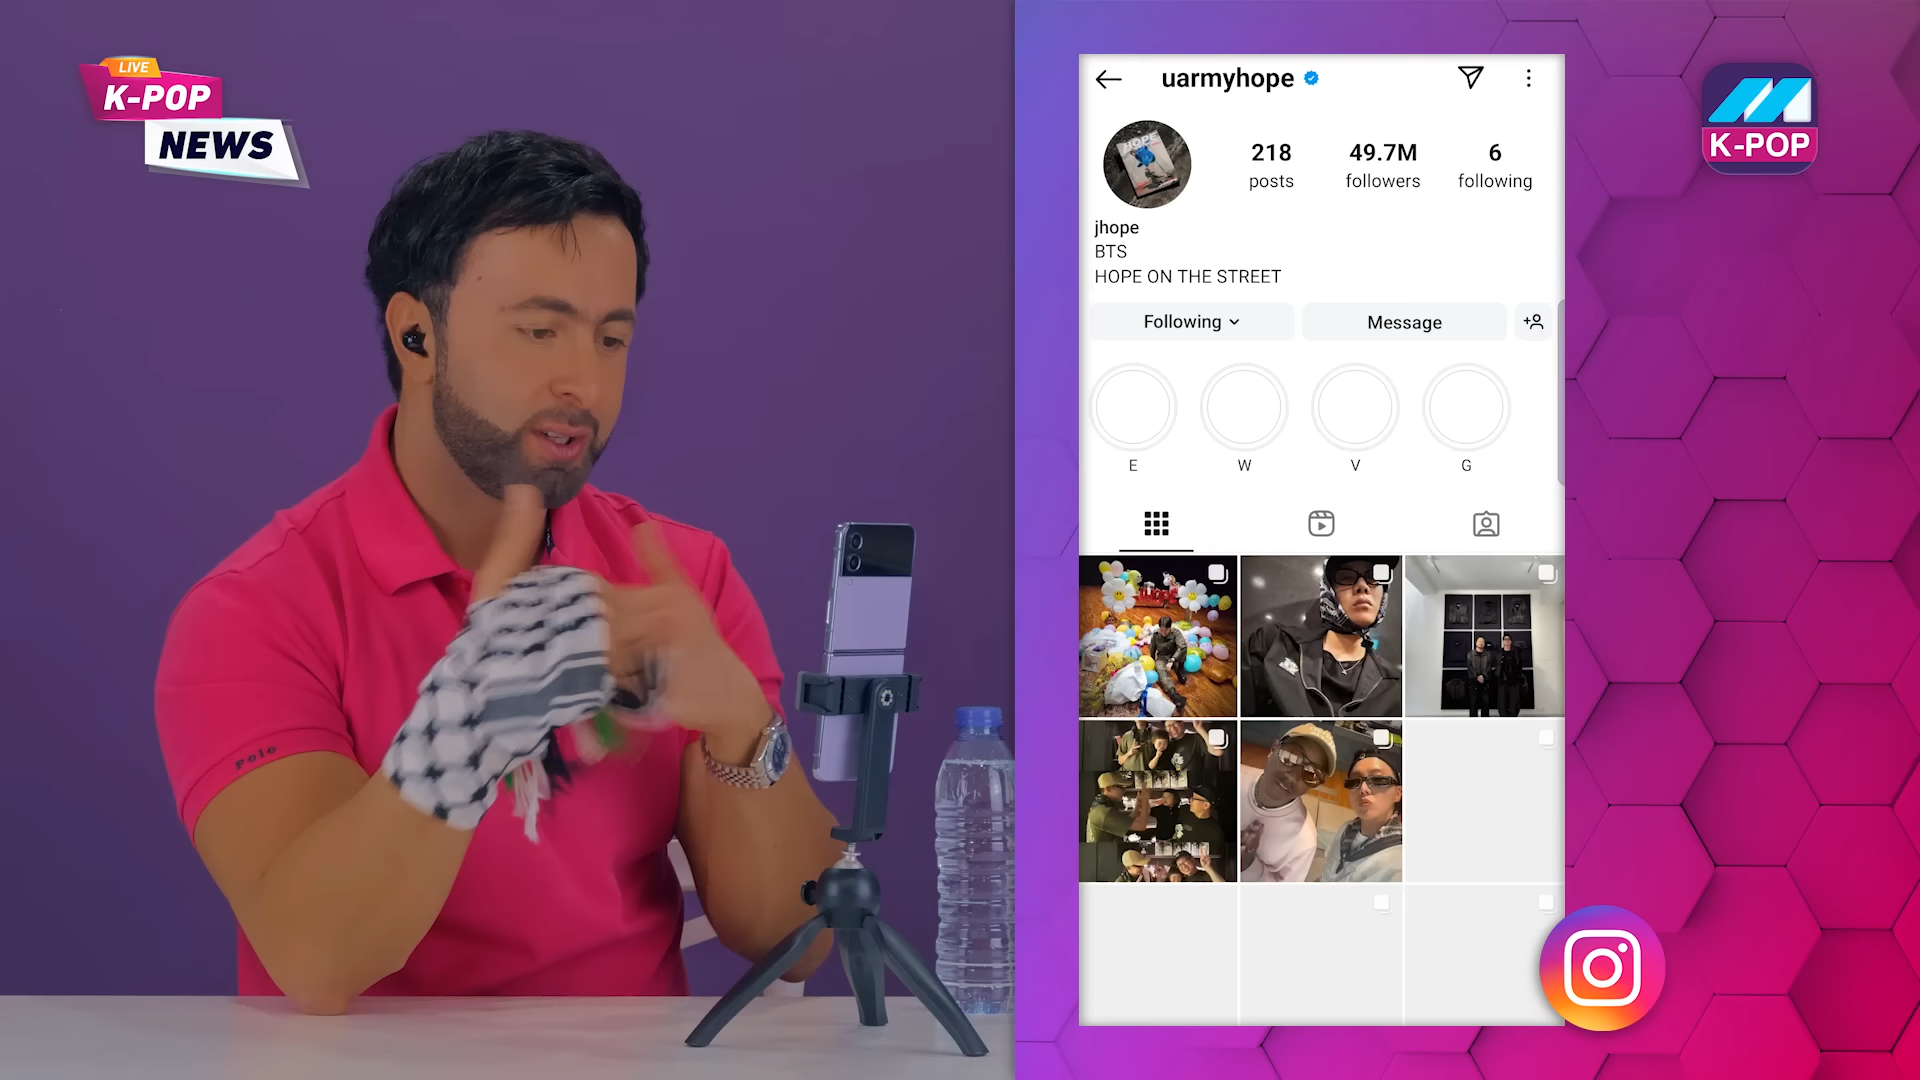 LIVE
K-POP
NEWS
polo
uarmyhope
218
posts
49.7M
followers
6
following
HOPE
jhope
BTS
HOPE ON THE STREET
Following
Message
E
W
V
G
K-POP